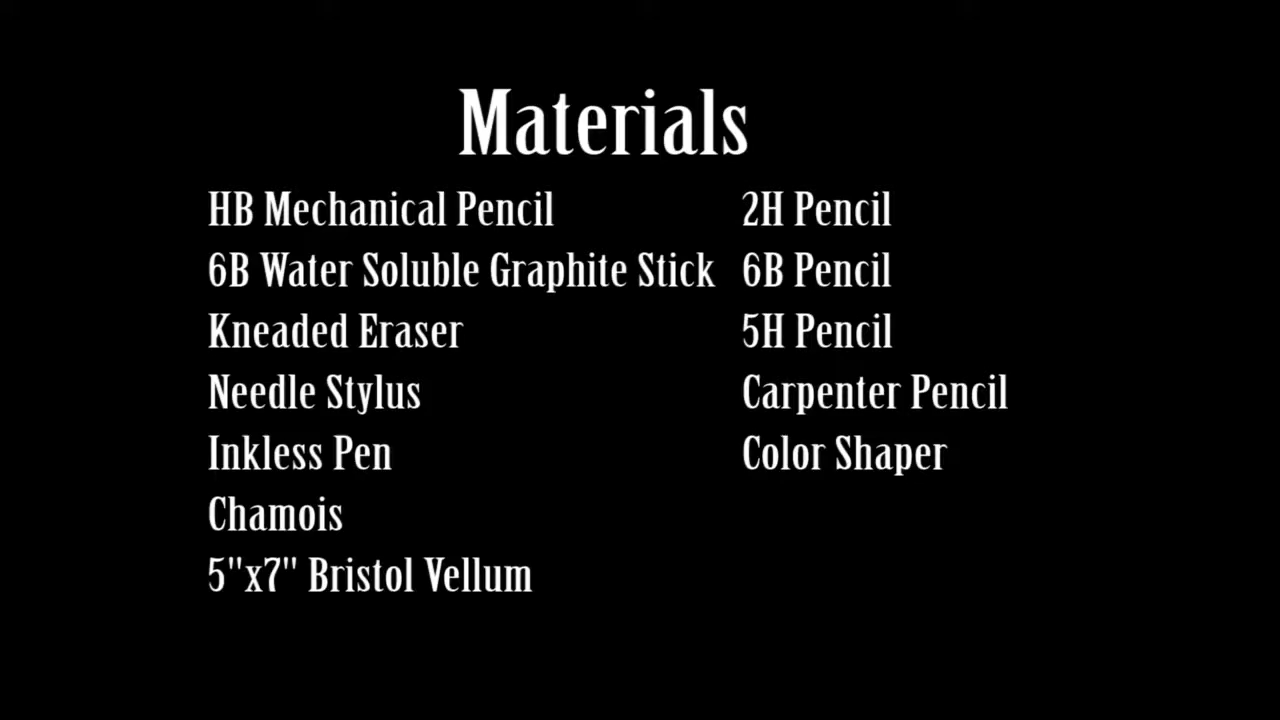 Materials
HB Mechanical Pencil
6B Water Soluble Graphite Stick
Kneaded Eraser
Needle Stylus
Inkless Pen
Chamois
5"x7" Bristol Vellum
2H Pencil
6B Pencil
5H Pencil
Carpenter Pencil
Color Shaper